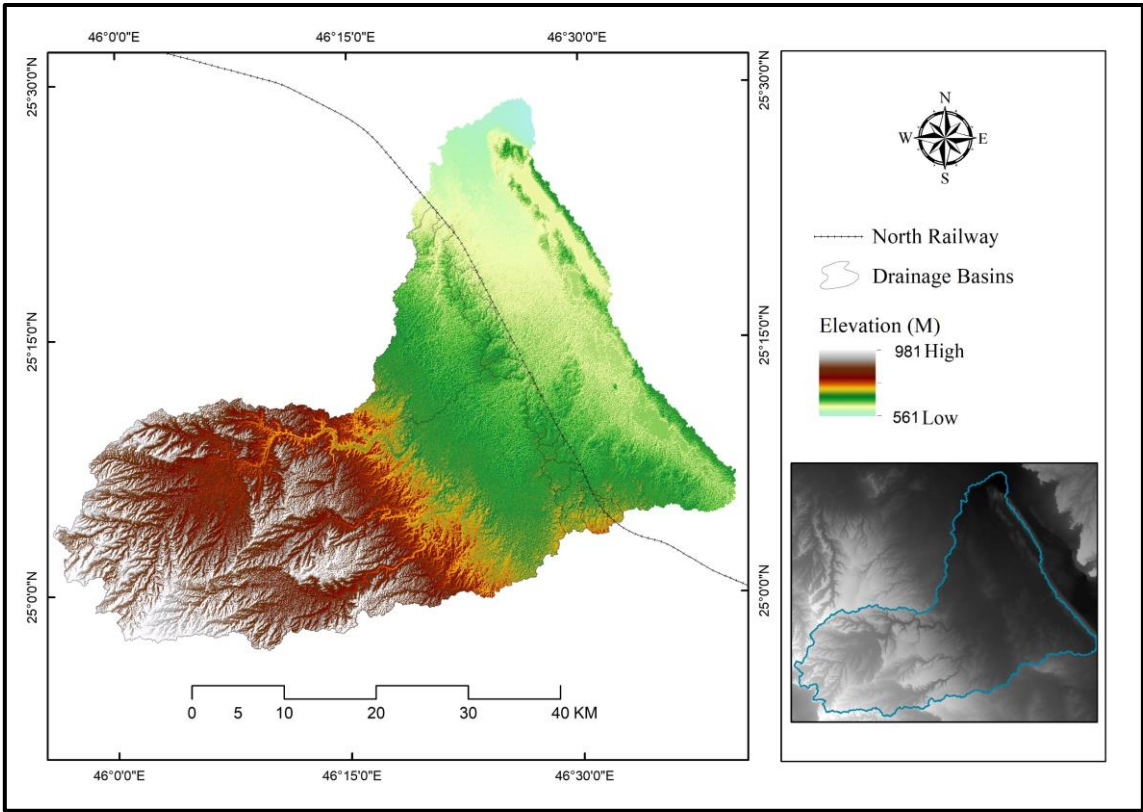 46°0'0"E 46°15'0"E 46°30'0"E
25°30'0"N 25°30'0"N
25°15'0"N 25°15'0"N
25°0'0"N 25°0'0"N
0 5 10 20 30 40 KM
46°0'0"E 46°15'0"E 46°30'0"E
N
W E
S
North Railway
Drainage Basins
Elevation (M)
981 High
561 Low